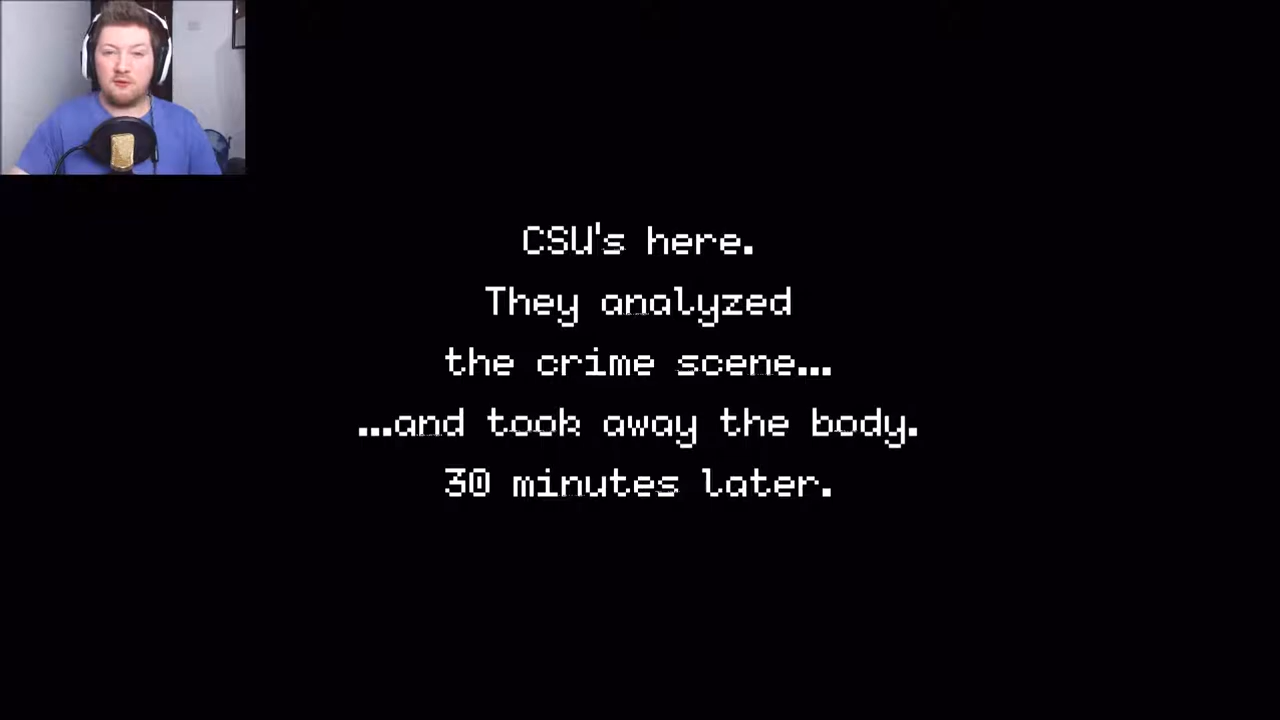 CSU's here.
They analyzed
the crime scene...
...and took away the body.
30 minutes later.